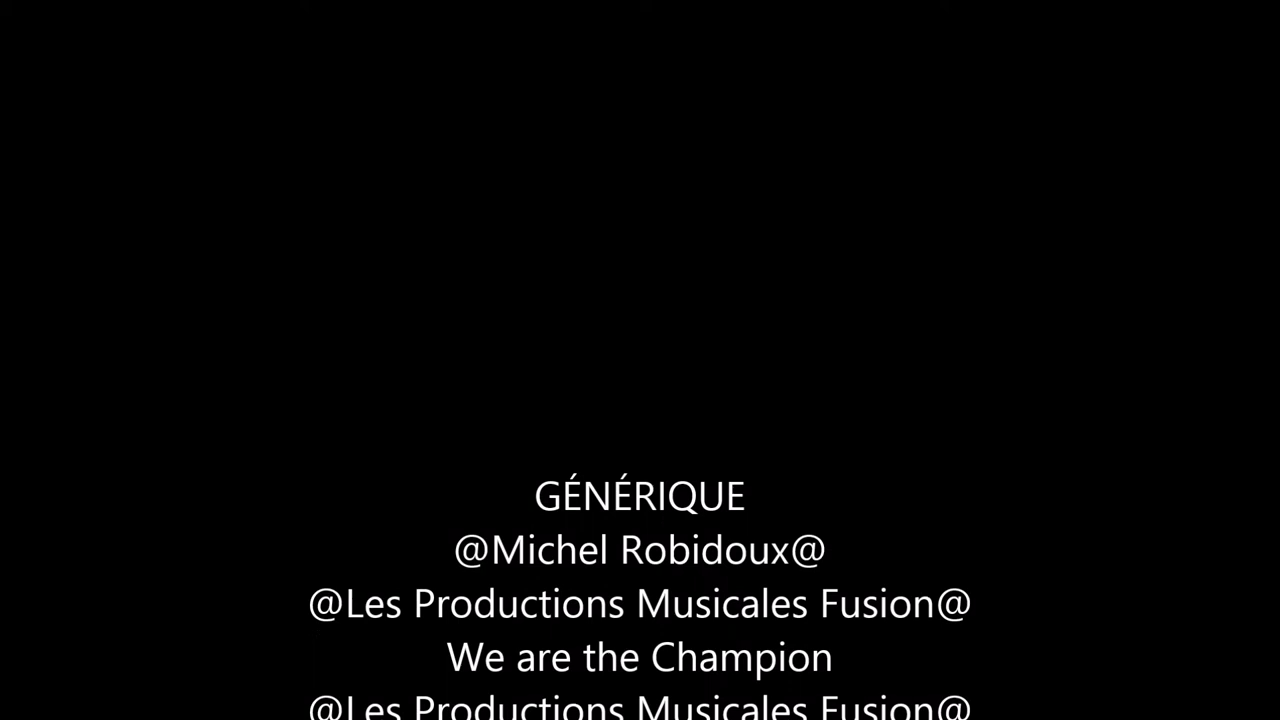 GÉNÉRIQUE
@Michel Robidoux@
@Les Productions Musicales Fusion@
We are the Champion
@Les Productions Musicales Fusion@